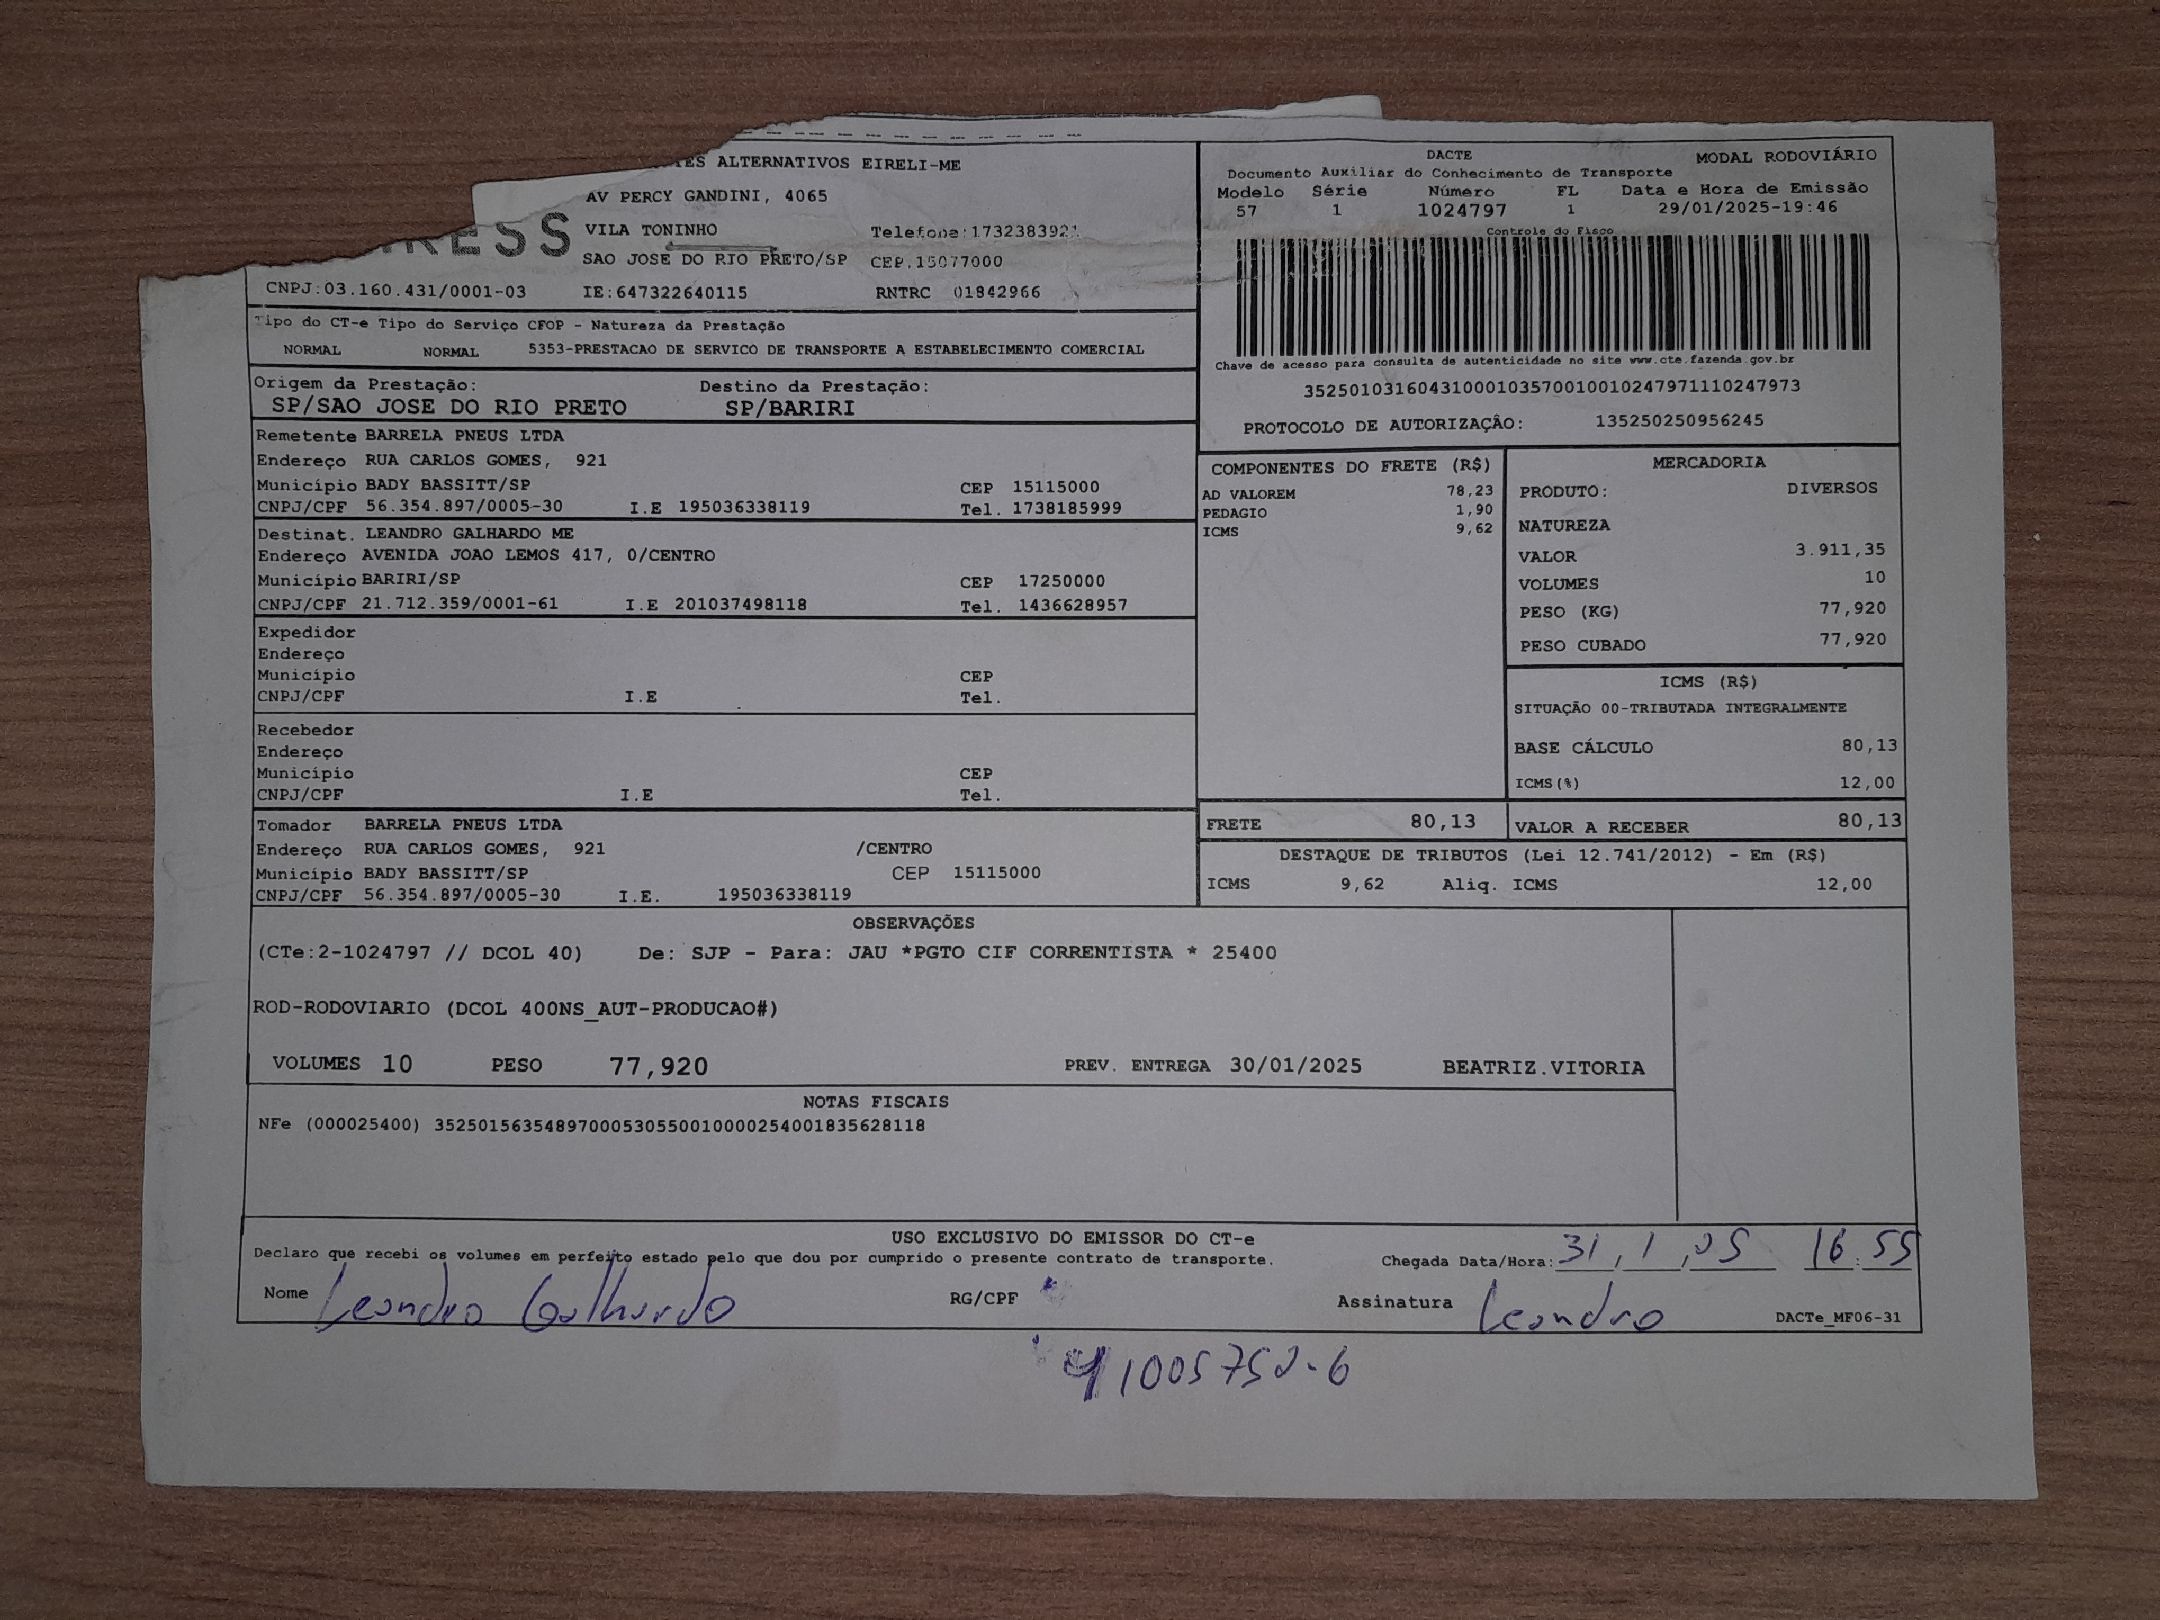 ALTERNATIVOS EIRELI-ME
AV PERCY GANDINI, 4065
VILA TONINHO Telefone:1732383921
SAO JOSE DO RIO PRETO/SP CEP.15077000
CNPJ:03.160.431/0001-03 IE:647322640115 RNTRC 01842966
DACTE MODAL RODOVIÁRIO
Documento Auxiliar do Conhecimento de Transporte
Modelo Série Número FL Data e Hora de Emissão
57 1 1024797 1 29/01/2025-19:46
Controle do Fisco
Chave de acesso para consulta de autenticidade no site www.cte.fazenda.gov.br
35250103160431000103570010010247971110247973
PROTOCOLO DE AUTORIZAÇÂO: 135250250956245
Tipo do CT-e Tipo do Serviço CFOP - Natureza da Prestação
NORMAL NORMAL 5353-PRESTACAO DE SERVICO DE TRANSPORTE A ESTABELECIMENTO COMERCIAL
Origem da Prestação: Destino da Prestação:
SP/SAO JOSE DO RIO PRETO SP/BARIRI
Remetente BARRELA PNEUS LTDA
Endereço RUA CARLOS GOMES, 921
Município BADY BASSITT/SP CEP 15115000
CNPJ/CPF 56.354.897/0005-30 I.E 195036338119 Tel. 1738185999
Destinat. LEANDRO GALHARDO ME
Endereço AVENIDA JOAO LEMOS 417, 0/CENTRO
Município BARIRI/SP CEP 17250000
CNPJ/CPF 21.712.359/0001-61 I.E 201037498118 Tel. 1436628957
Expedidor
Endereço
Município CEP
CNPJ/CPF I.E Tel.
Recebedor
Endereço
Município CEP
CNPJ/CPF I.E Tel.
Tomador BARRELA PNEUS LTDA
Endereço RUA CARLOS GOMES, 921 /CENTRO
Município BADY BASSITT/SP CEP 15115000
CNPJ/CPF 56.354.897/0005-30 I.E. 195036338119
COMPONENTES DO FRETE (R$)
AD VALOREM 78,23
PEDAGIO 1,90
ICMS 9,62
MERCADORIA
PRODUTO: DIVERSOS
NATUREZA
VALOR 3.911,35
VOLUMES 10
PESO (KG) 77,920
PESO CUBADO 77,920
ICMS (R$)
SITUAÇÃO 00-TRIBUTADA INTEGRALMENTE
BASE CÁLCULO 80,13
ICMS(%) 12,00
FRETE 80,13 VALOR A RECEBER 80,13
DESTAQUE DE TRIBUTOS (Lei 12.741/2012) - Em (R$)
ICMS 9,62 Aliq. ICMS 12,00
OBSERVAÇÕES
(CTe:2-1024797 // DCOL 40) De: SJP - Para: JAU *PGTO CIF CORRENTISTA * 25400
ROD-RODOVIARIO (DCOL 400NS_AUT-PRODUCAO#)
VOLUMES 10 PESO 77,920 PREV. ENTREGA 30/01/2025 BEATRIZ.VITORIA
NOTAS FISCAIS
NFe (000025400) 35250156354897000530550010000254001835628118
USO EXCLUSIVO DO EMISSOR DO CT-e
Declaro que recebi os volumes em perfeito estado pelo que dou por cumprido o presente contrato de transporte. Chegada Data/Hora: 31,1,25 16:55
Nome Leandro Galhardo RG/CPF Assinatura Leandro DACTe_MF06-31